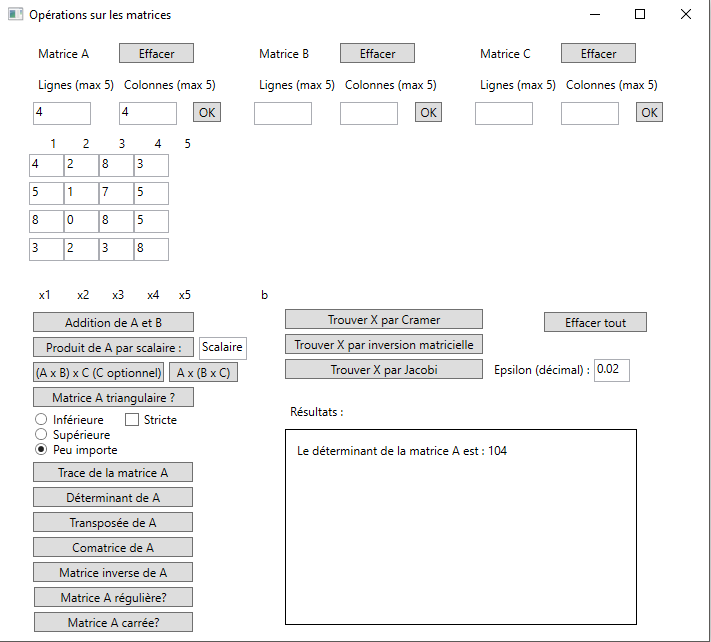 Opérations sur les matrices
Matrice A Effacer Matrice B Effacer Matrice C Effacer
Lignes (max 5) Colonnes (max 5) Lignes (max 5) Colonnes (max 5) Lignes (max 5) Colonnes (max 5)
4 4 OK OK OK
1 2 3 4 5
4 2 8 3
5 1 7 5
8 0 8 5
3 2 3 8
x1 x2 x3 x4 x5 b
Addition de A et B
Produit de A par scalaire : Scalaire
(A x B) x C (C optionnel) A x (B x C)
Matrice A triangulaire ?
Inférieure Stricte
Supérieure
Peu importe
Trace de la matrice A
Déterminant de A
Transposée de A
Comatrice de A
Matrice inverse de A
Matrice A régulière?
Matrice A carrée?
Trouver X par Cramer
Trouver X par inversion matricielle
Trouver X par Jacobi Epsilon (décimal) : 0.02
Effacer tout
Résultats :
Le déterminant de la matrice A est : 104